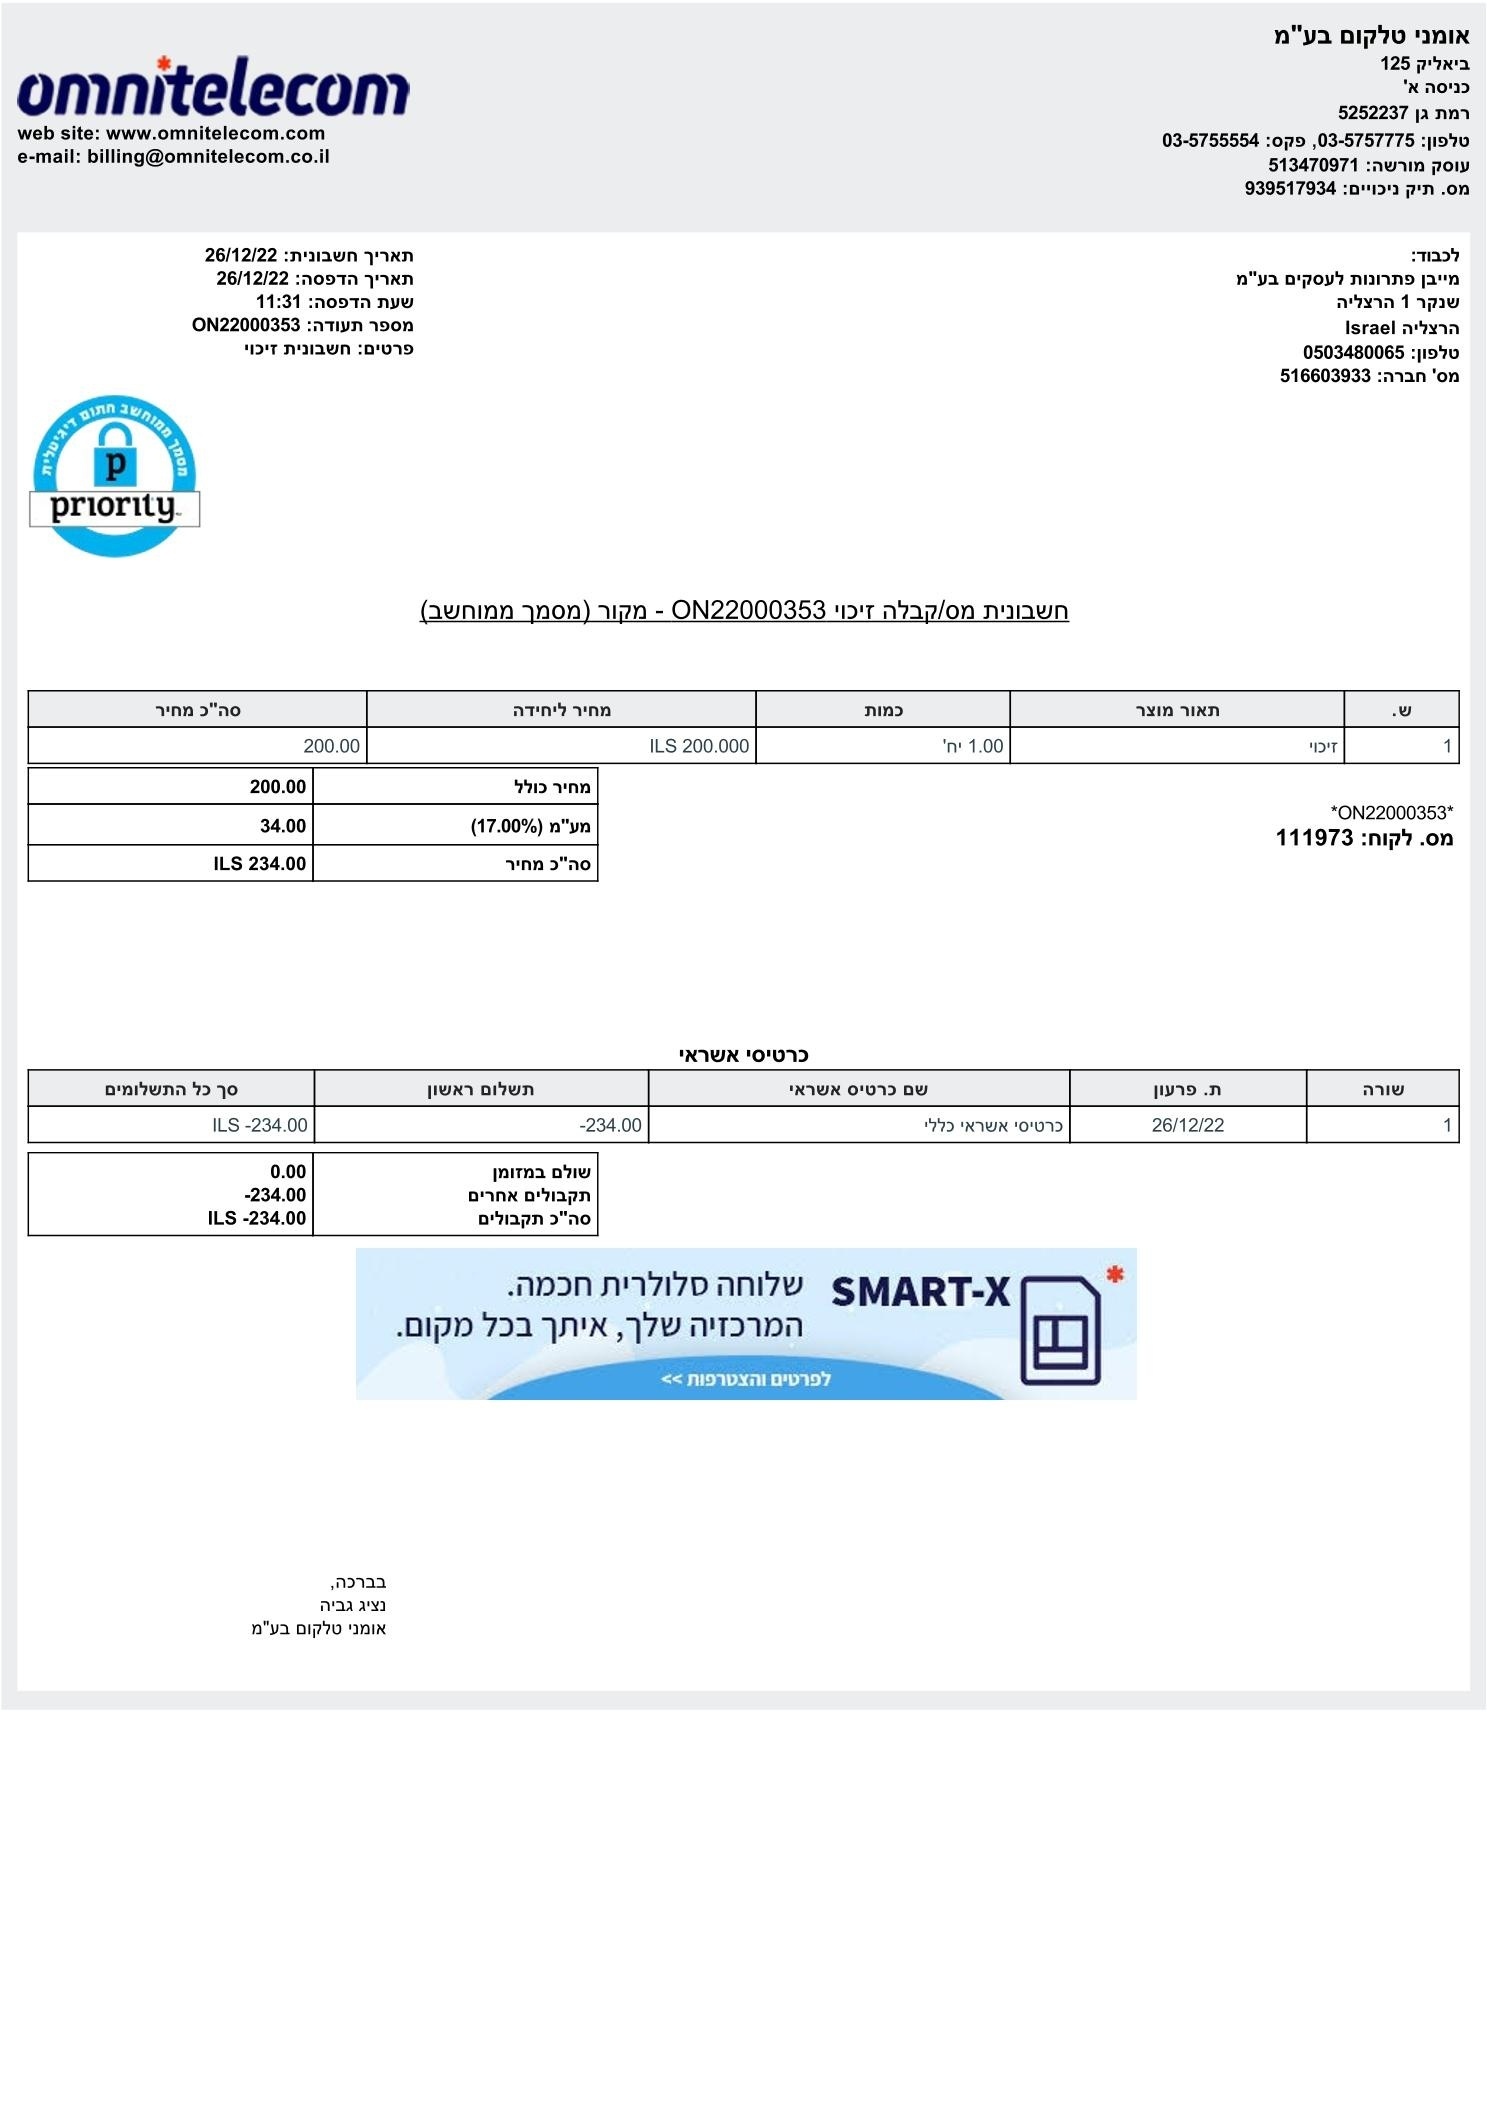 אומני טלקום בע"מ
ביאליק 125
כניסה א'
רמת גן 5252237
טלפון: 03-5757775, פקס: 03-5755554
עוסק מורשה: 513470971
מס. תיק ניכויים: 939517934
omnitelecom
web site: www.omnitelecom.com
e-mail: billing@omnitelecom.co.il
לכבוד:
מייבן פתרונות לעסקים בע"מ
שנקר 1 הרצליה
הרצליה Israel
טלפון: 0503480065
מס' חברה: 516603933
תאריך חשבונית: 26/12/22
תאריך הדפסה: 26/12/22
שעת הדפסה: 11:31
מספר תעודה: ON22000353
פרטים: חשבונית זיכוי
מסמך ממוחשב חתום דיגיטלית
p
priority
חשבונית מס/קבלה זיכוי ON22000353 - מקור (מסמך ממוחשב)
ש. תאור מוצר כמות מחיר ליחידה סה"כ מחיר
1 זיכוי 1.00 יח' 200.000 ILS 200.00
מחיר כולל 200.00
מע"מ (17.00%) 34.00
סה"כ מחיר 234.00 ILS
*ON22000353*
מס. לקוח: 111973
כרטיסי אשראי
שורה ת. פרעון שם כרטיס אשראי תשלום ראשון סך כל התשלומים
1 26/12/22 כרטיסי אשראי כללי -234.00 ILS -234.00
שולם במזומן 0.00
תקבולים אחרים -234.00
סה"כ תקבולים ILS -234.00
SMART-X שלוחה סלולרית חכמה.
המרכזיה שלך, איתך בכל מקום.
לפרטים והצטרפות >>
בברכה,
נציג גביה
אומני טלקום בע"מ